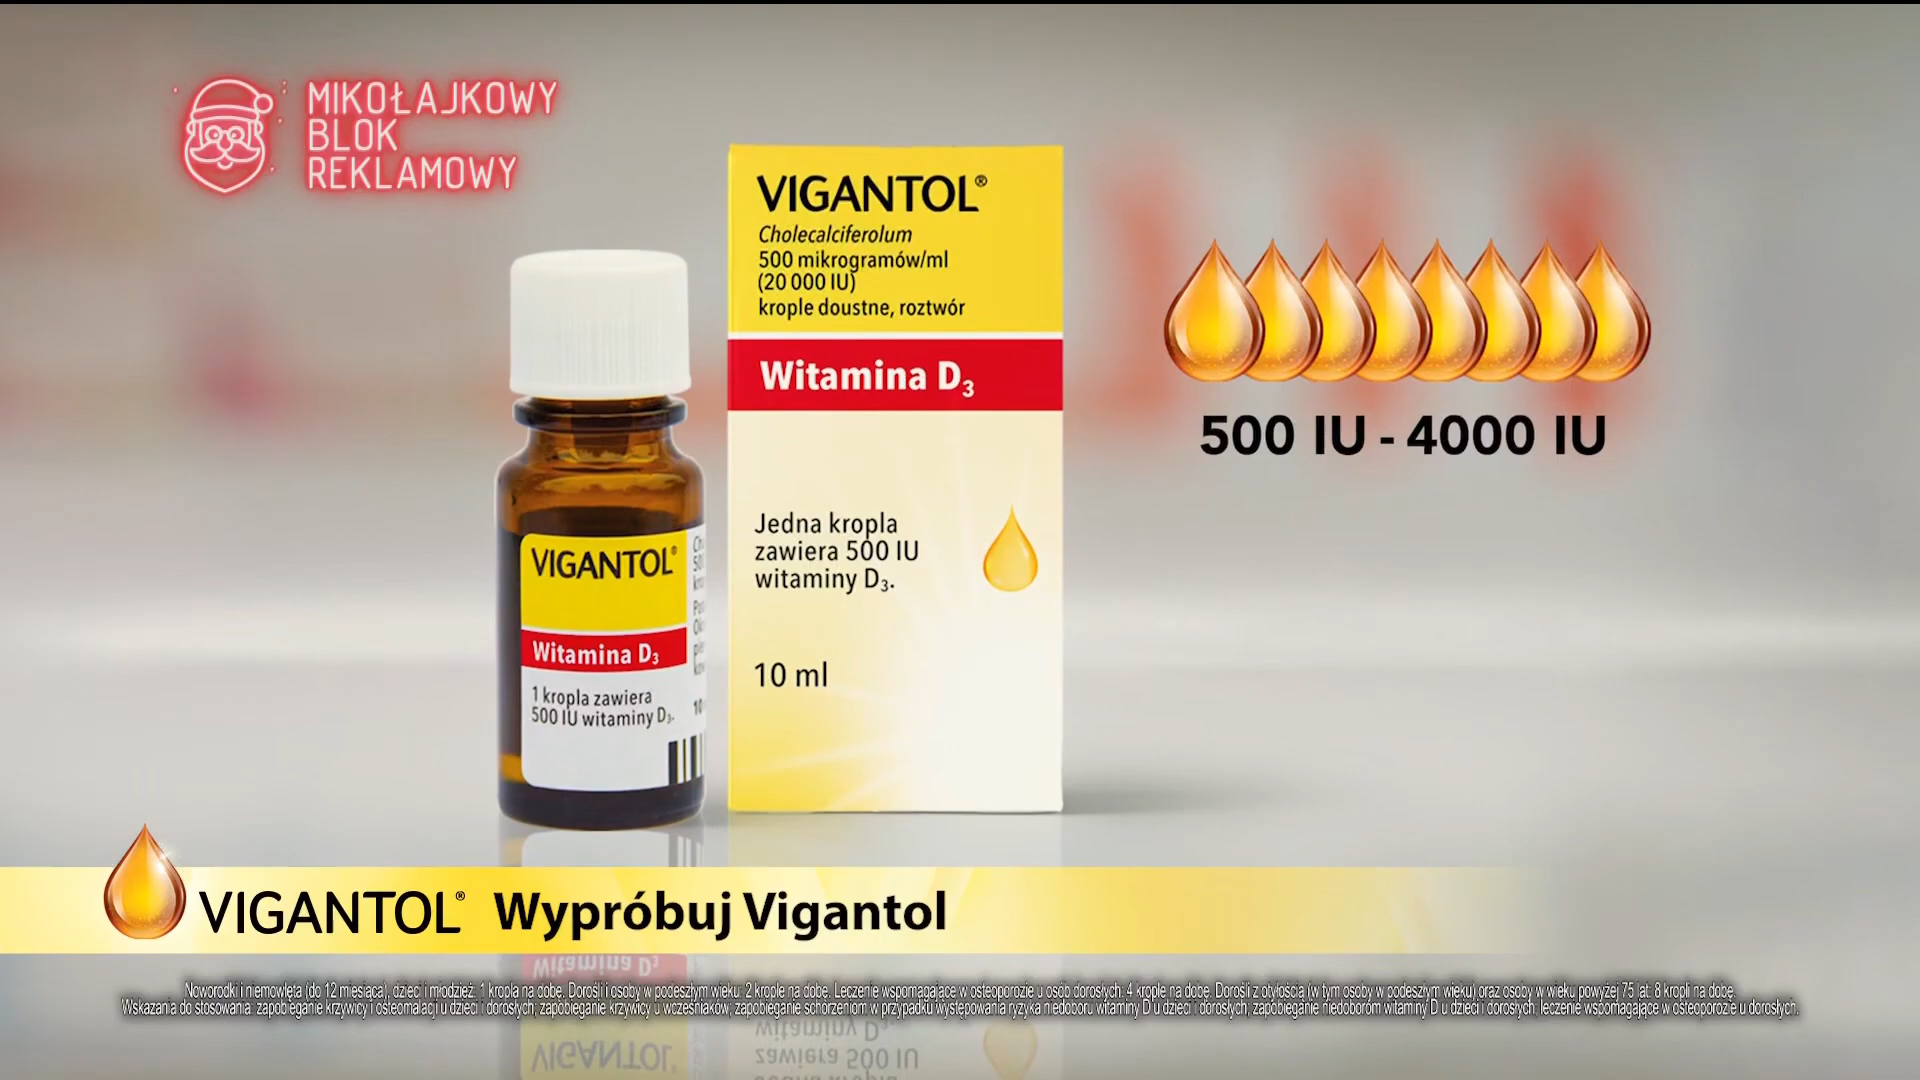 MIKOŁAJKOWY
BLOK
REKLAMOWY
VIGANTOL®
Cholecalciferolum
500 mikrogramów/ml
(20 000 IU)
krople doustne, roztwór
Witamina D₃
Jedna kropla
zawiera 500 IU
witaminy D₃.
10 ml
VIGANTOL®
Witamina D₃
1 kropla zawiera
500 IU witaminy D₃.
500 IU - 4000 IU
VIGANTOL® Wypróbuj Vigantol
Noworodki i niemowlęta (do 12 miesiąca), dzieci i młodzież: 1 kropla na dobę. Dorośli i osoby w podeszłym wieku: 2 krople na dobę. Leczenie wspomagające w osteoporozie u osób dorosłych: 4 krople na dobę. Dorośli z otyłością (w tym osoby w podeszłym wieku) oraz osoby w wieku powyżej 75 lat: 8 kropli na dobę.
Wskazania do stosowania: zapobieganie krzywicy i osteomalacji u dzieci i dorosłych, zapobieganie krzywicy u wcześniaków, zapobieganie schorzeniom w przypadku występowania ryzyka niedoboru witaminy D u dzieci i dorosłych, zapobieganie niedoborom witaminy D u dzieci i dorosłych, leczenie wspomagające w osteoporozie u dorosłych.